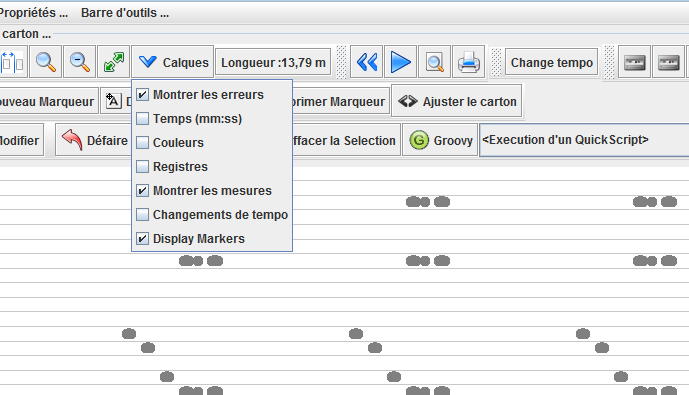 Propriétés ... Barre d'outils ...
carton ...
Calques Longueur :13,79 m Change tempo
Montrer les erreurs
ouveau Marqueur primer Marqueur Ajuster le carton
Temps (mm:ss)
Modifier Défaire Couleurs ffacer la Selection Groovy <Execution d'un QuickScript>
Registres
Montrer les mesures
Changements de tempo
Display Markers